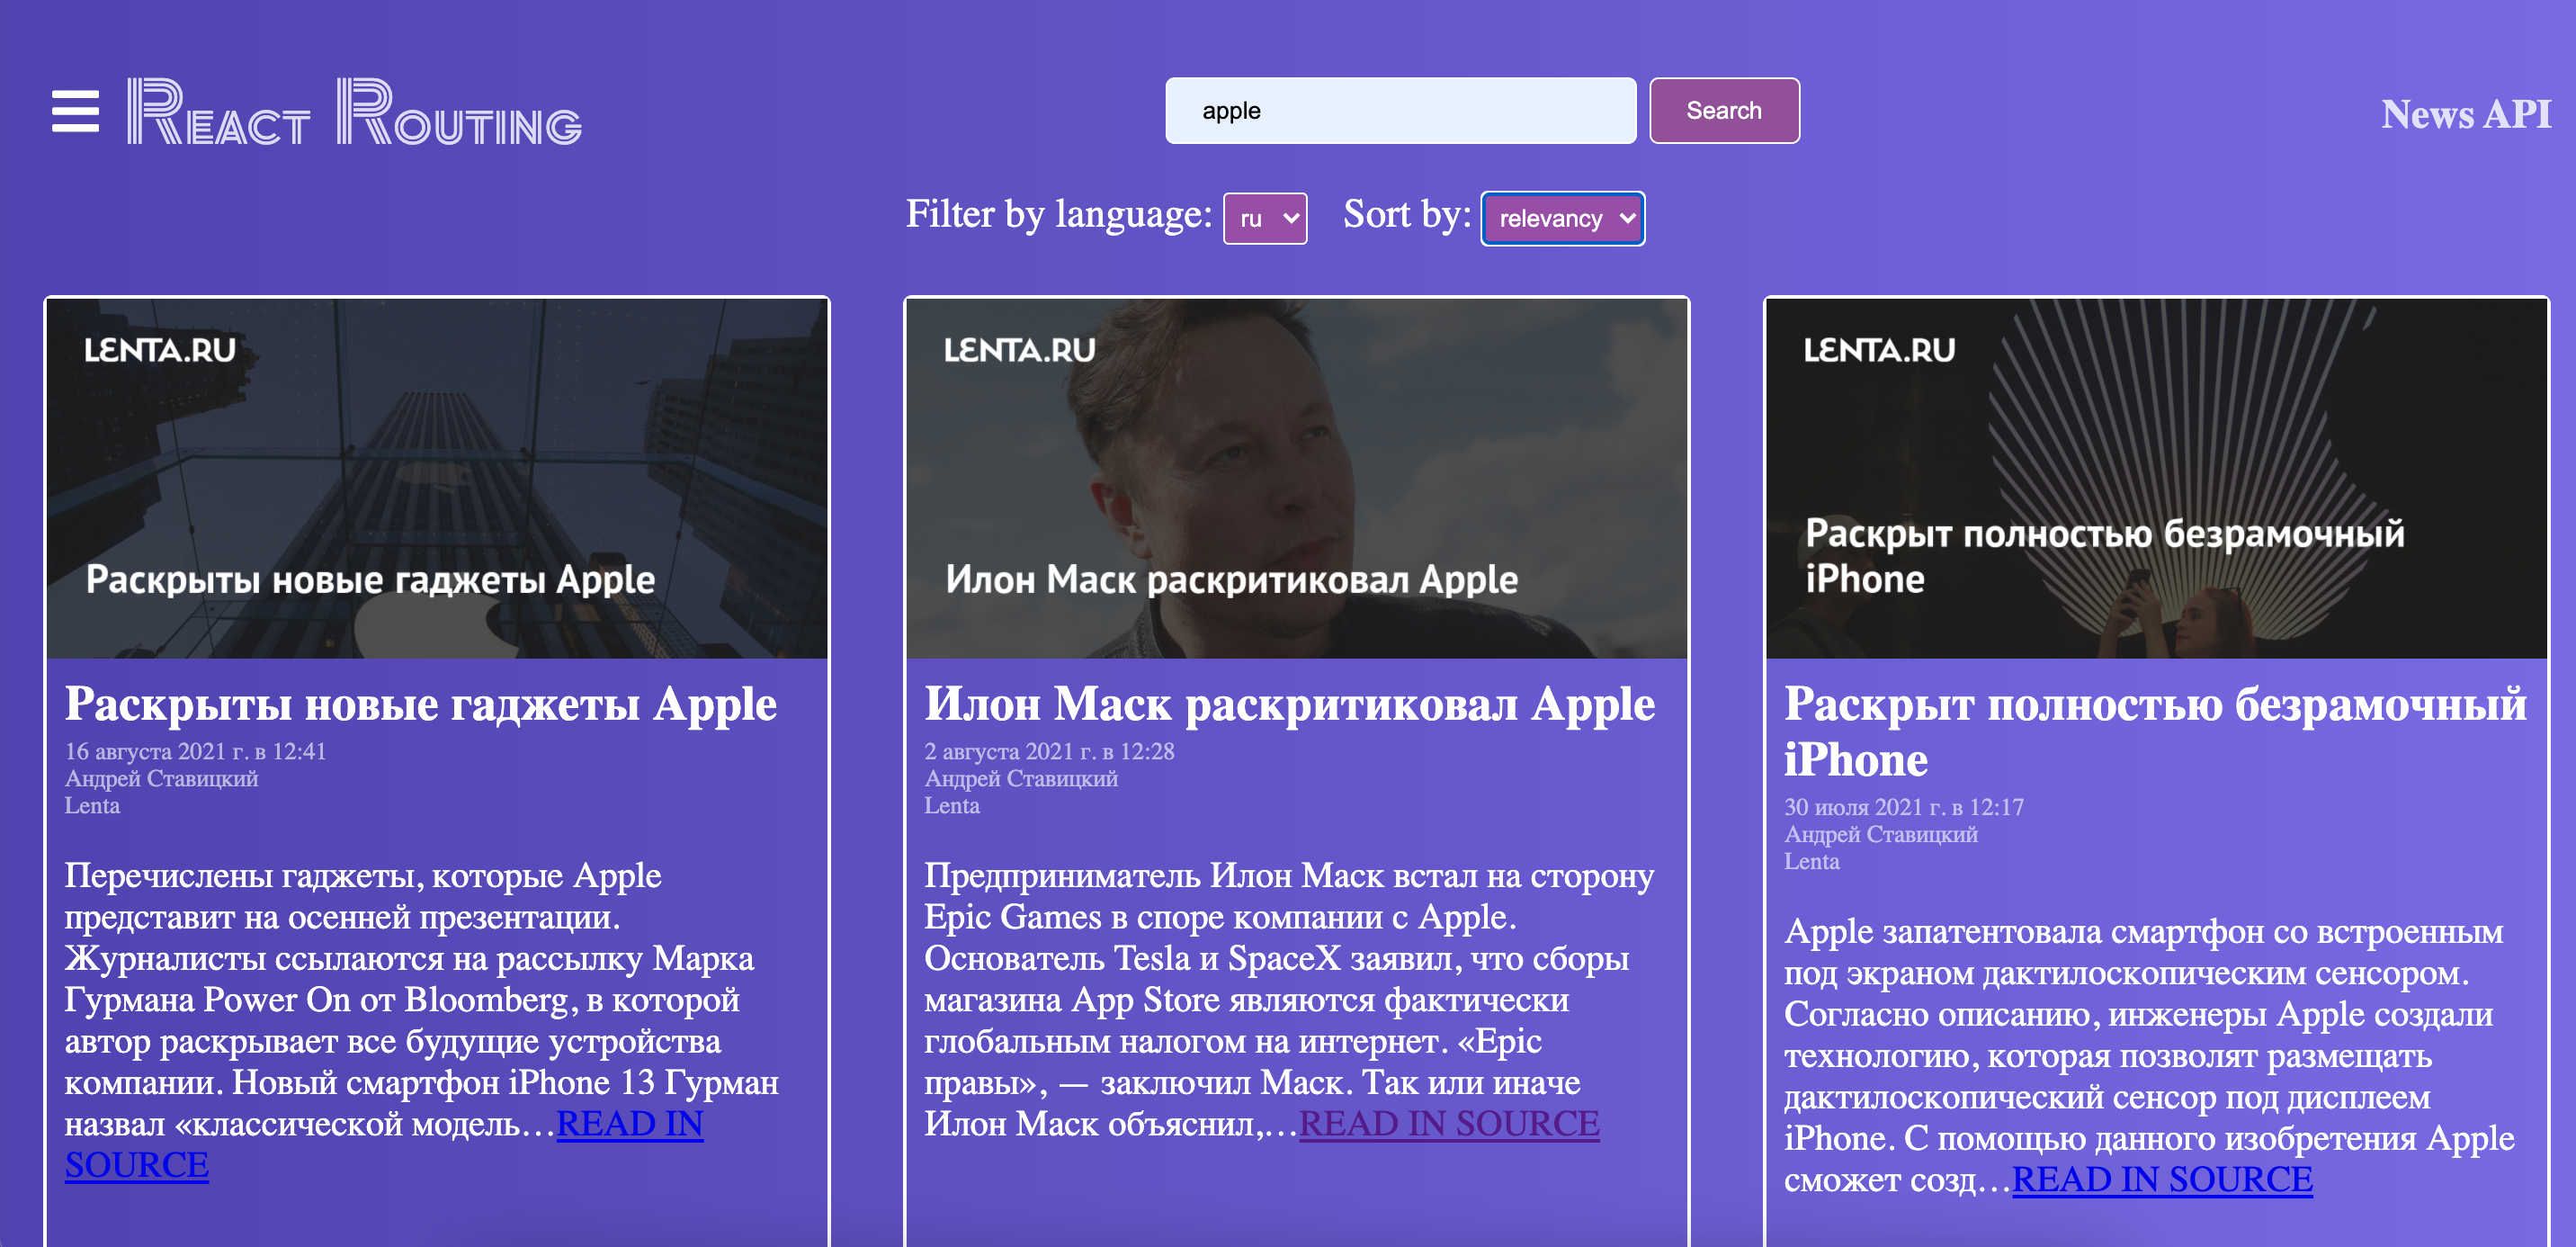 React Routing
apple
Search
News API
Filter by language: ru
Sort by: relevancy
LENTA.RU
Раскрыты новые гаджеты Apple
Раскрыты новые гаджеты Apple
16 августа 2021 г. в 12:41
Андрей Ставицкий
Lenta
Перечислены гаджеты, которые Apple
представит на осенней презентации.
Журналисты ссылаются на рассылку Марка
Гурмана Power On от Bloomberg, в которой
автор раскрывает все будущие устройства
компании. Новый смартфон iPhone 13 Гурман
назвал «классической модель…READ IN
SOURCE
LENTA.RU
Илон Маск раскритиковал Apple
Илон Маск раскритиковал Apple
2 августа 2021 г. в 12:28
Андрей Ставицкий
Lenta
Предприниматель Илон Маск встал на сторону
Epic Games в споре компании с Apple.
Основатель Tesla и SpaceX заявил, что сборы
магазина App Store являются фактически
глобальным налогом на интернет. «Epic
правы», — заключил Маск. Так или иначе
Илон Маск объяснил,…READ IN SOURCE
LENTA.RU
Раскрыт полностью безрамочный
iPhone
Раскрыт полностью безрамочный
iPhone
30 июля 2021 г. в 12:17
Андрей Ставицкий
Lenta
Apple запатентовала смартфон со встроенным
под экраном дактилоскопическим сенсором.
Согласно описанию, инженеры Apple создали
технологию, которая позволят размещать
дактилоскопический сенсор под дисплеем
iPhone. С помощью данного изобретения Apple
сможет созд…READ IN SOURCE